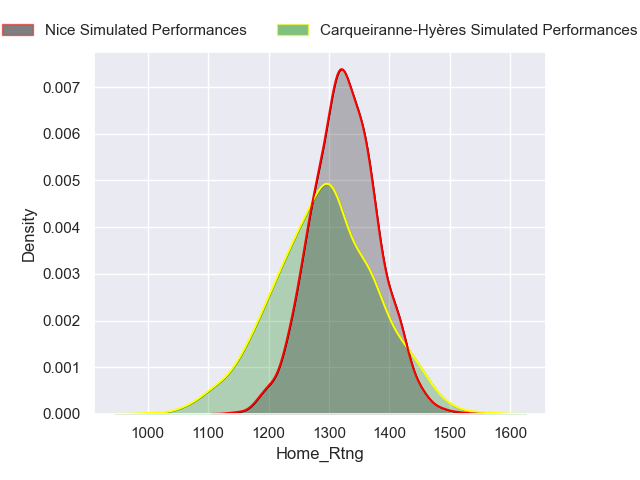 Nice Simulated Performances
Carqueiranne-Hyères Simulated Performances
0.007
0.006
0.005
0.004
0.003
0.002
0.001
0.000
Density
1000 1100 1200 1300 1400 1500 1600
Home_Rtng